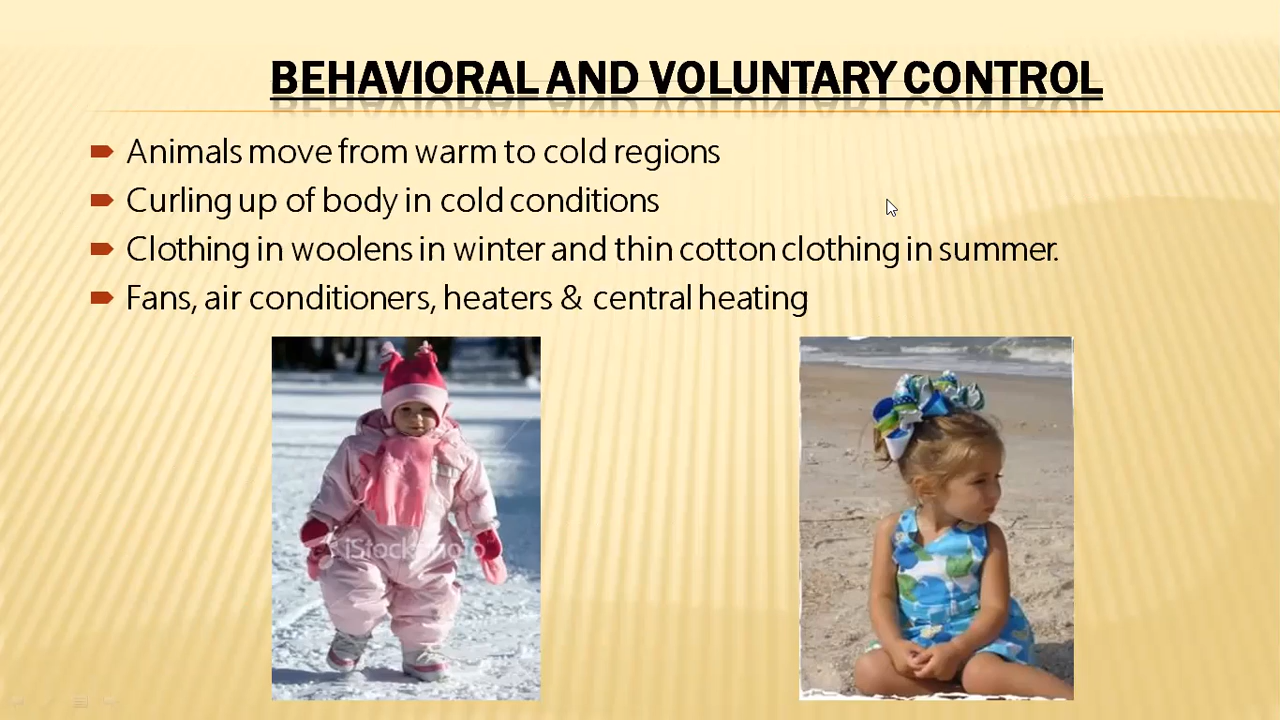 BEHAVIORAL AND VOLUNTARY CONTROL
Animals move from warm to cold regions
Curling up of body in cold conditions
Clothing in woolens in winter and thin cotton clothing in summer.
Fans, air conditioners, heaters & central heating
iStockphoto